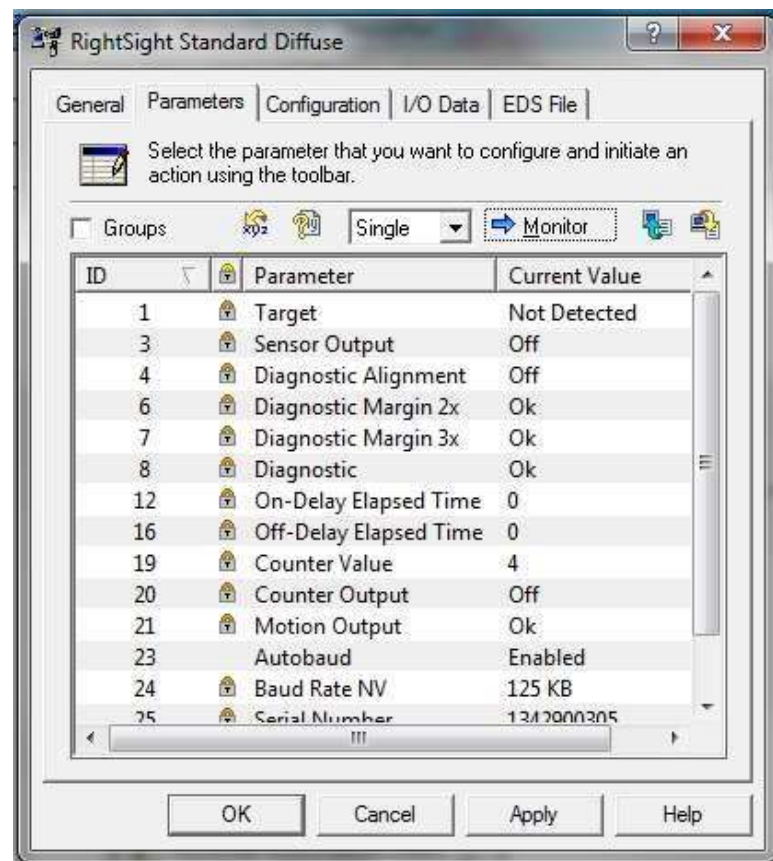 RightSight Standard Diffuse
General Parameters Configuration I/O Data EDS File
Select the parameter that you want to configure and initiate an
action using the toolbar.
Groups Single Monitor
ID Parameter Current Value
1 Target Not Detected
3 Sensor Output Off
4 Diagnostic Alignment Off
6 Diagnostic Margin 2x Ok
7 Diagnostic Margin 3x Ok
8 Diagnostic Ok
12 On-Delay Elapsed Time 0
16 Off-Delay Elapsed Time 0
19 Counter Value 4
20 Counter Output Off
21 Motion Output Ok
23 Autobaud Enabled
24 Baud Rate NV 125 KB
25 Serial Number 1342900305
OK Cancel Apply Help